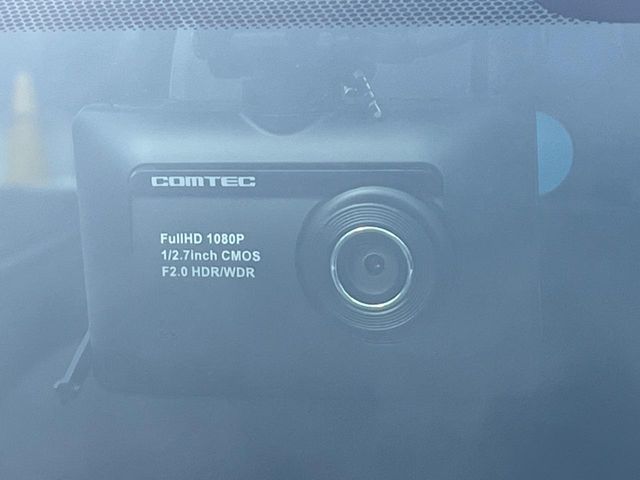 COMTEC
FullHD 1080P
1/2.7inch CMOS
F2.0 HDR/WDR